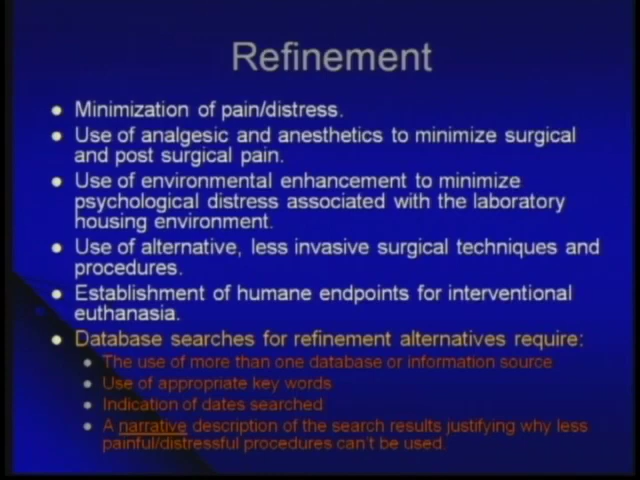 Refinement
Minimization of pain/distress.
Use of analgesic and anesthetics to minimize surgical
and post surgical pain.
Use of environmental enhancement to minimize
psychological distress associated with the laboratory
housing environment.
Use of alternative, less invasive surgical techniques and
procedures.
Establishment of humane endpoints for interventional
euthanasia.
Database searches for refinement alternatives require:
The use of more than one database or information source
Use of appropriate key words
Indication of dates searched
A narrative description of the search results justifying why less
painful/distressful procedures can't be used.